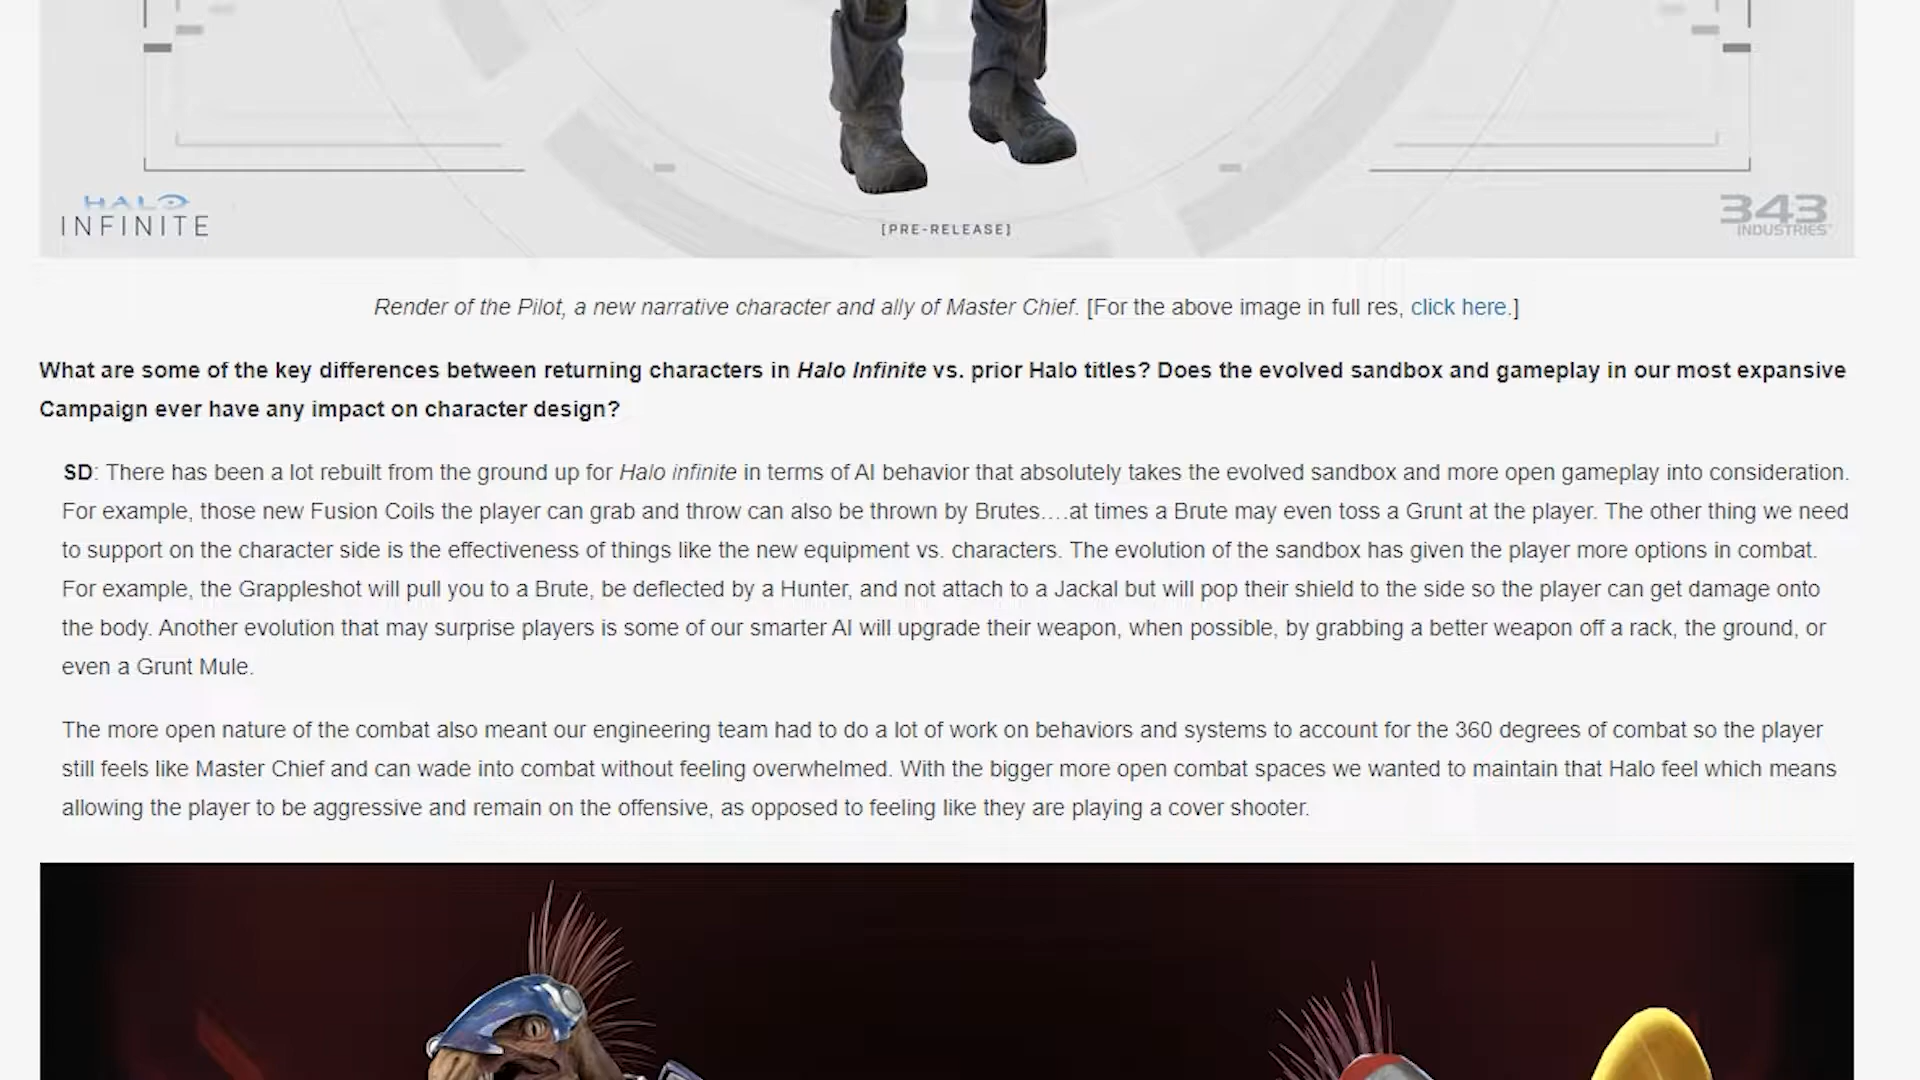 HALO
INFINITE
[PRE-RELEASE]
343
INDUSTRIES
Render of the Pilot, a new narrative character and ally of Master Chief. [For the above image in full res, click here.]
What are some of the key differences between returning characters in Halo Infinite vs. prior Halo titles? Does the evolved sandbox and gameplay in our most expansive
Campaign ever have any impact on character design?
SD: There has been a lot rebuilt from the ground up for Halo infinite in terms of AI behavior that absolutely takes the evolved sandbox and more open gameplay into consideration.
For example, those new Fusion Coils the player can grab and throw can also be thrown by Brutes….at times a Brute may even toss a Grunt at the player. The other thing we need
to support on the character side is the effectiveness of things like the new equipment vs. characters. The evolution of the sandbox has given the player more options in combat.
For example, the Grappleshot will pull you to a Brute, be deflected by a Hunter, and not attach to a Jackal but will pop their shield to the side so the player can get damage onto
the body. Another evolution that may surprise players is some of our smarter AI will upgrade their weapon, when possible, by grabbing a better weapon off a rack, the ground, or
even a Grunt Mule.
The more open nature of the combat also meant our engineering team had to do a lot of work on behaviors and systems to account for the 360 degrees of combat so the player
still feels like Master Chief and can wade into combat without feeling overwhelmed. With the bigger more open combat spaces we wanted to maintain that Halo feel which means
allowing the player to be aggressive and remain on the offensive, as opposed to feeling like they are playing a cover shooter.